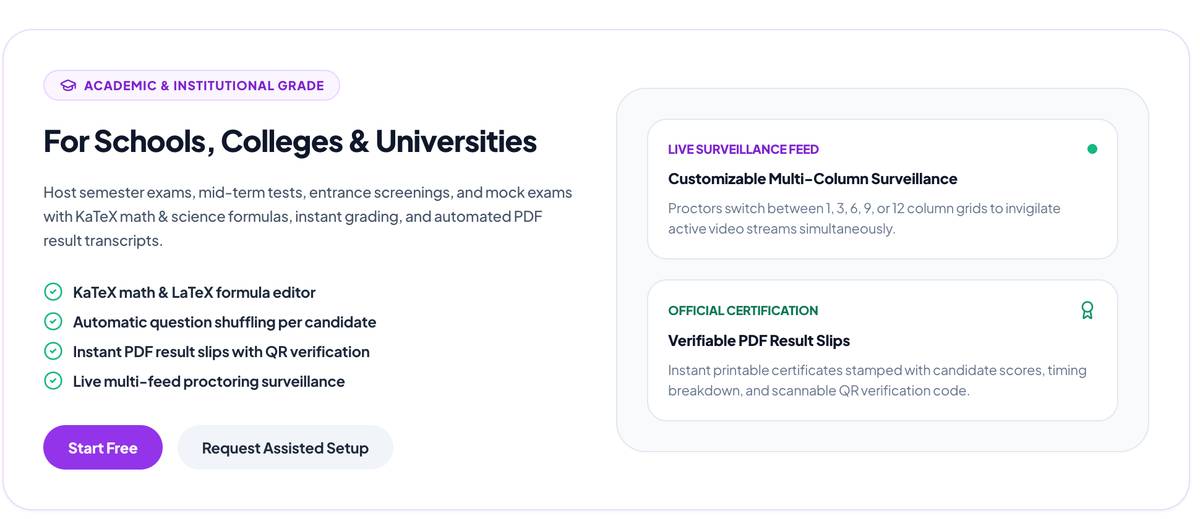 ACADEMIC & INSTITUTIONAL GRADE
For Schools, Colleges & Universities
Host semester exams, mid-term tests, entrance screenings, and mock exams
with KaTeX math & science formulas, instant grading, and automated PDF
result transcripts.
KaTeX math & LaTeX formula editor
Automatic question shuffling per candidate
Instant PDF result slips with QR verification
Live multi-feed proctoring surveillance
Start Free
Request Assisted Setup
LIVE SURVEILLANCE FEED
Customizable Multi-Column Surveillance
Proctors switch between 1, 3, 6, 9, or 12 column grids to invigilate
active video streams simultaneously.
OFFICIAL CERTIFICATION
Verifiable PDF Result Slips
Instant printable certificates stamped with candidate scores, timing
breakdown, and scannable QR verification code.